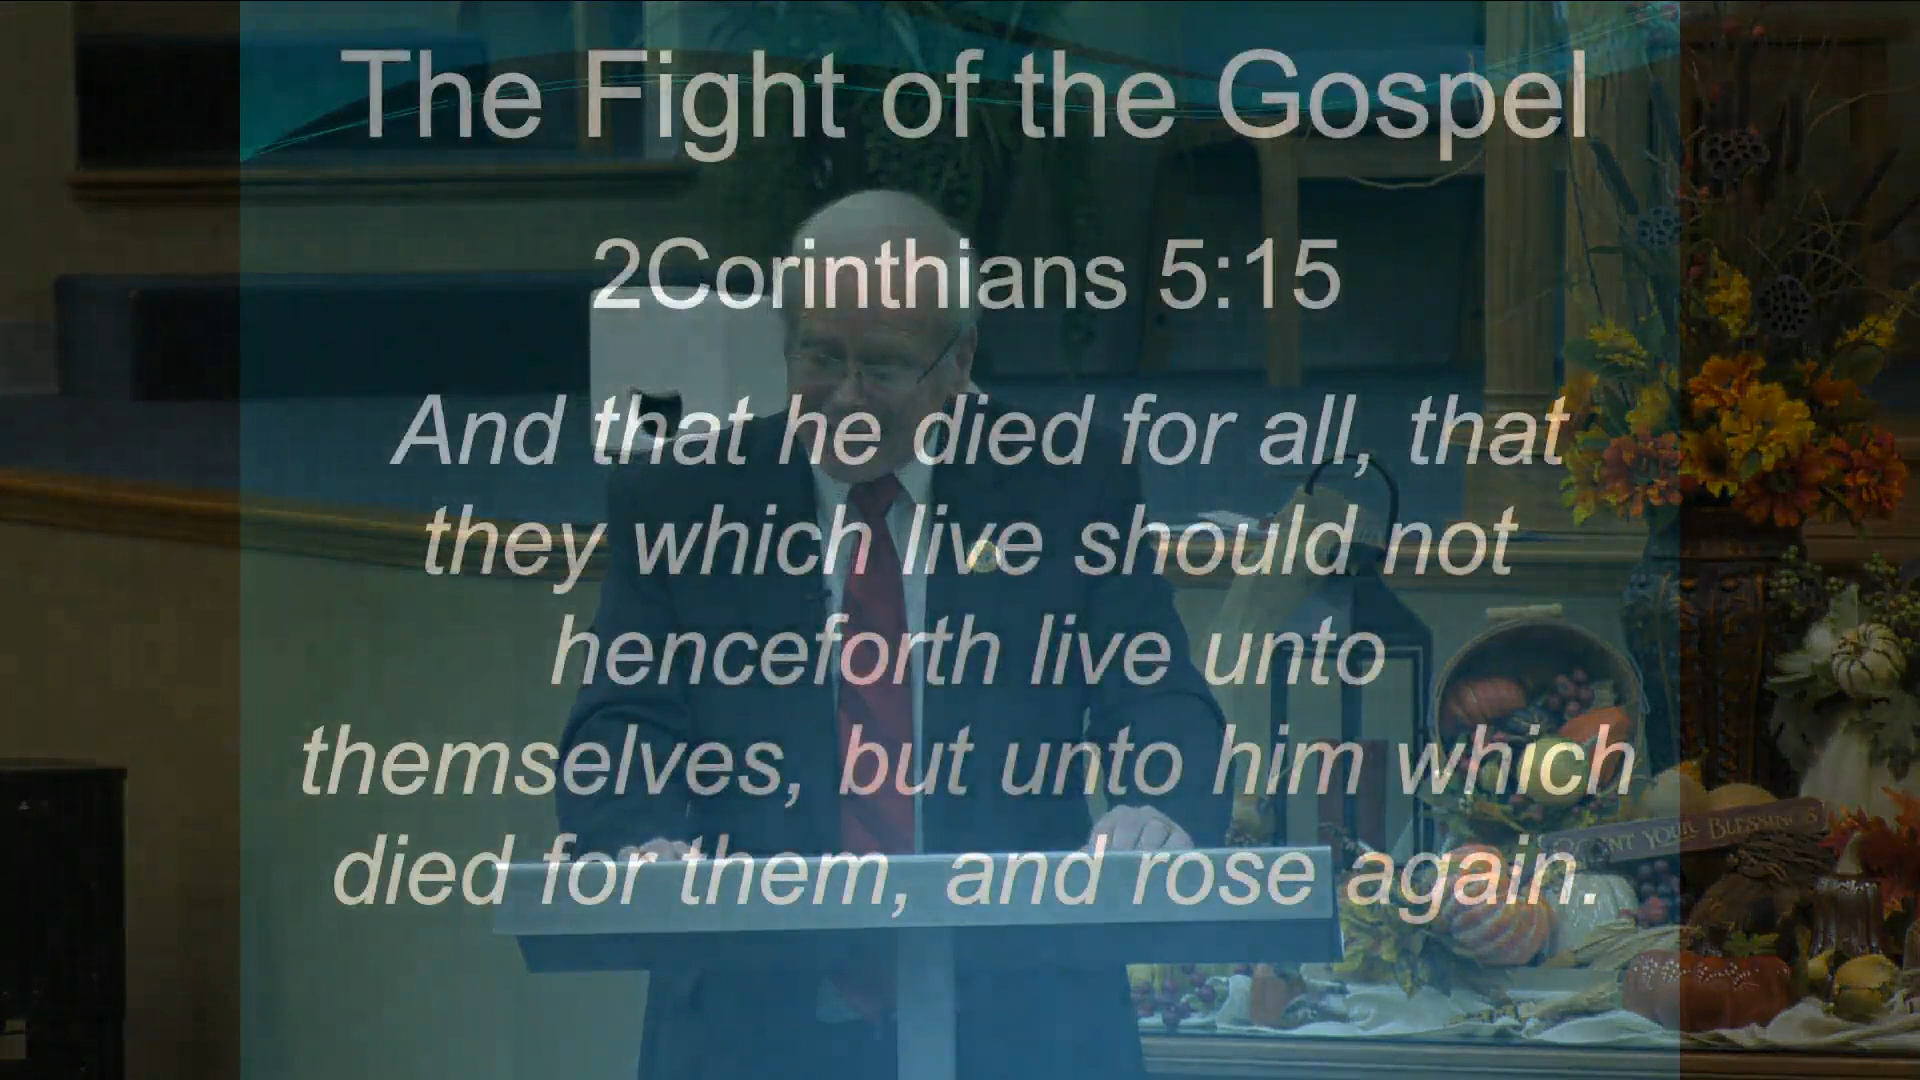 The Fight of the Gospel
2Corinthians 5:15
And that he died for all, that
they which live should not
henceforth live unto
themselves, but unto him which
died for them, and rose again.
COUNT YOUR BLESSINGS